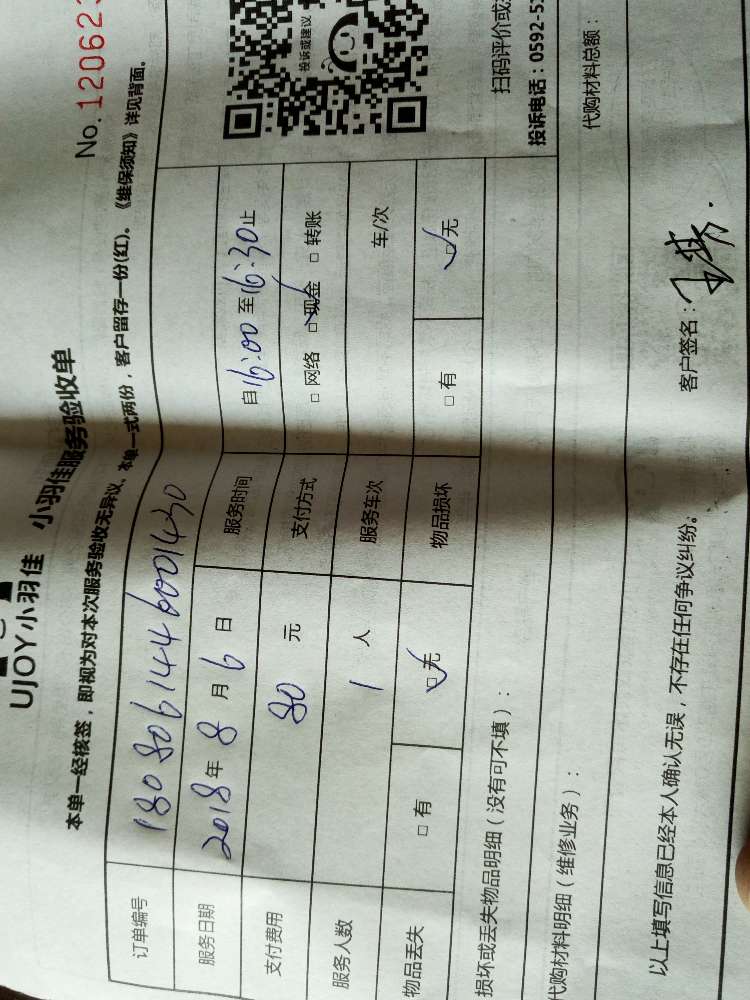 UJOY小羽佳 小羽佳服务验收单
No.12062
本单一经核签，即视为对本次服务验收无异议。本单一式两份，客户留存一份(红)。《维保须知》详见背面。
订单编号 1808061446001430
服务日期 2018年8月6日 服务时间 自16:00至16:30止
支付费用 80元 支付方式 □网络 □现金 □转账
服务人数 1人 服务车次 车/次
物品丢失 □有 □无 物品损坏 □有 □无
投诉或建议
扫码评价或
投诉电话：0592-5
损坏或丢失物品明细（没有可不填）：
代购材料明细（维修业务）： 代购材料总额：
以上填写信息已经本人确认无误，不存在任何争议纠纷。 客户签名：